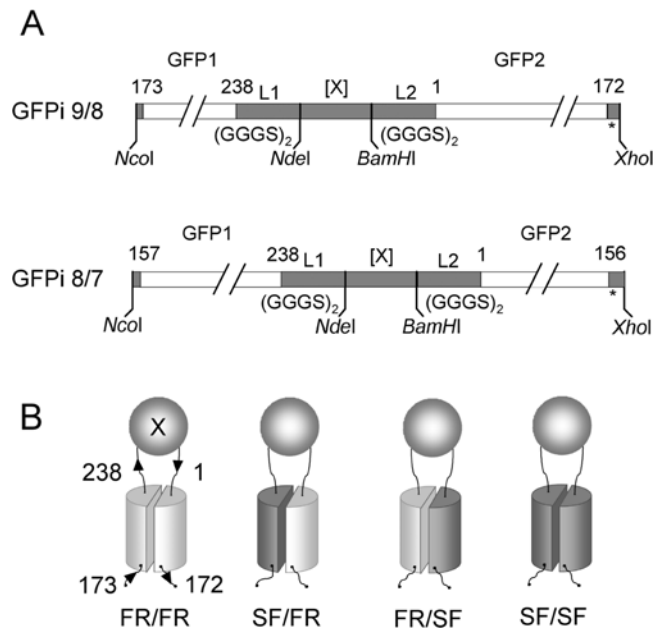 A
GFP1 GFP2
173 238 L1 [X] L2 1 172
GFPi 9/8
(GGGS)₂ (GGGS)₂ *
NcoI NdeI BamHI XhoI
GFP1 GFP2
157 238 L1 [X] L2 1 156
GFPi 8/7
(GGGS)₂ (GGGS)₂ *
NcoI NdeI BamHI XhoI
B
X
238 1
173 172
FR/FR SF/FR FR/SF SF/SF